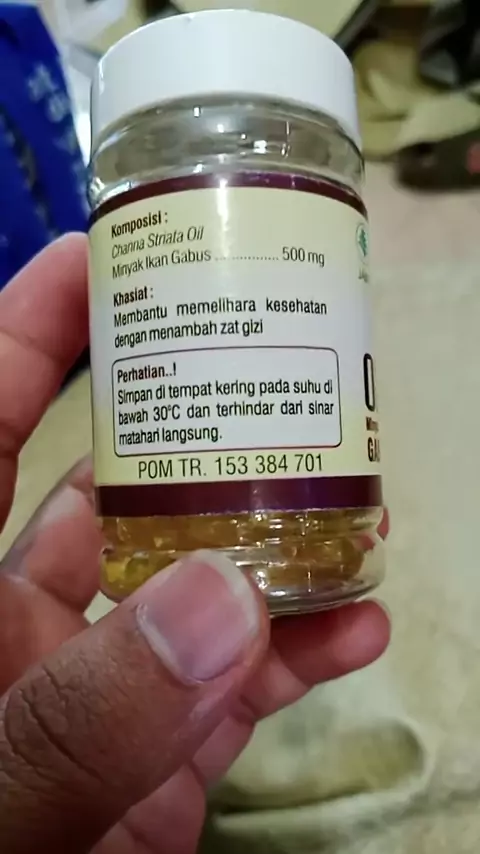 Komposisi :
Channa Striata Oil
Minyak Ikan Gabus ................ 500 mg
Khasiat :
Membantu memelihara kesehatan
dengan menambah zat gizi
Perhatian..!
Simpan di tempat kering pada suhu di
bawah 30°C dan terhindar dari sinar
matahari langsung.
POM TR. 153 384 701